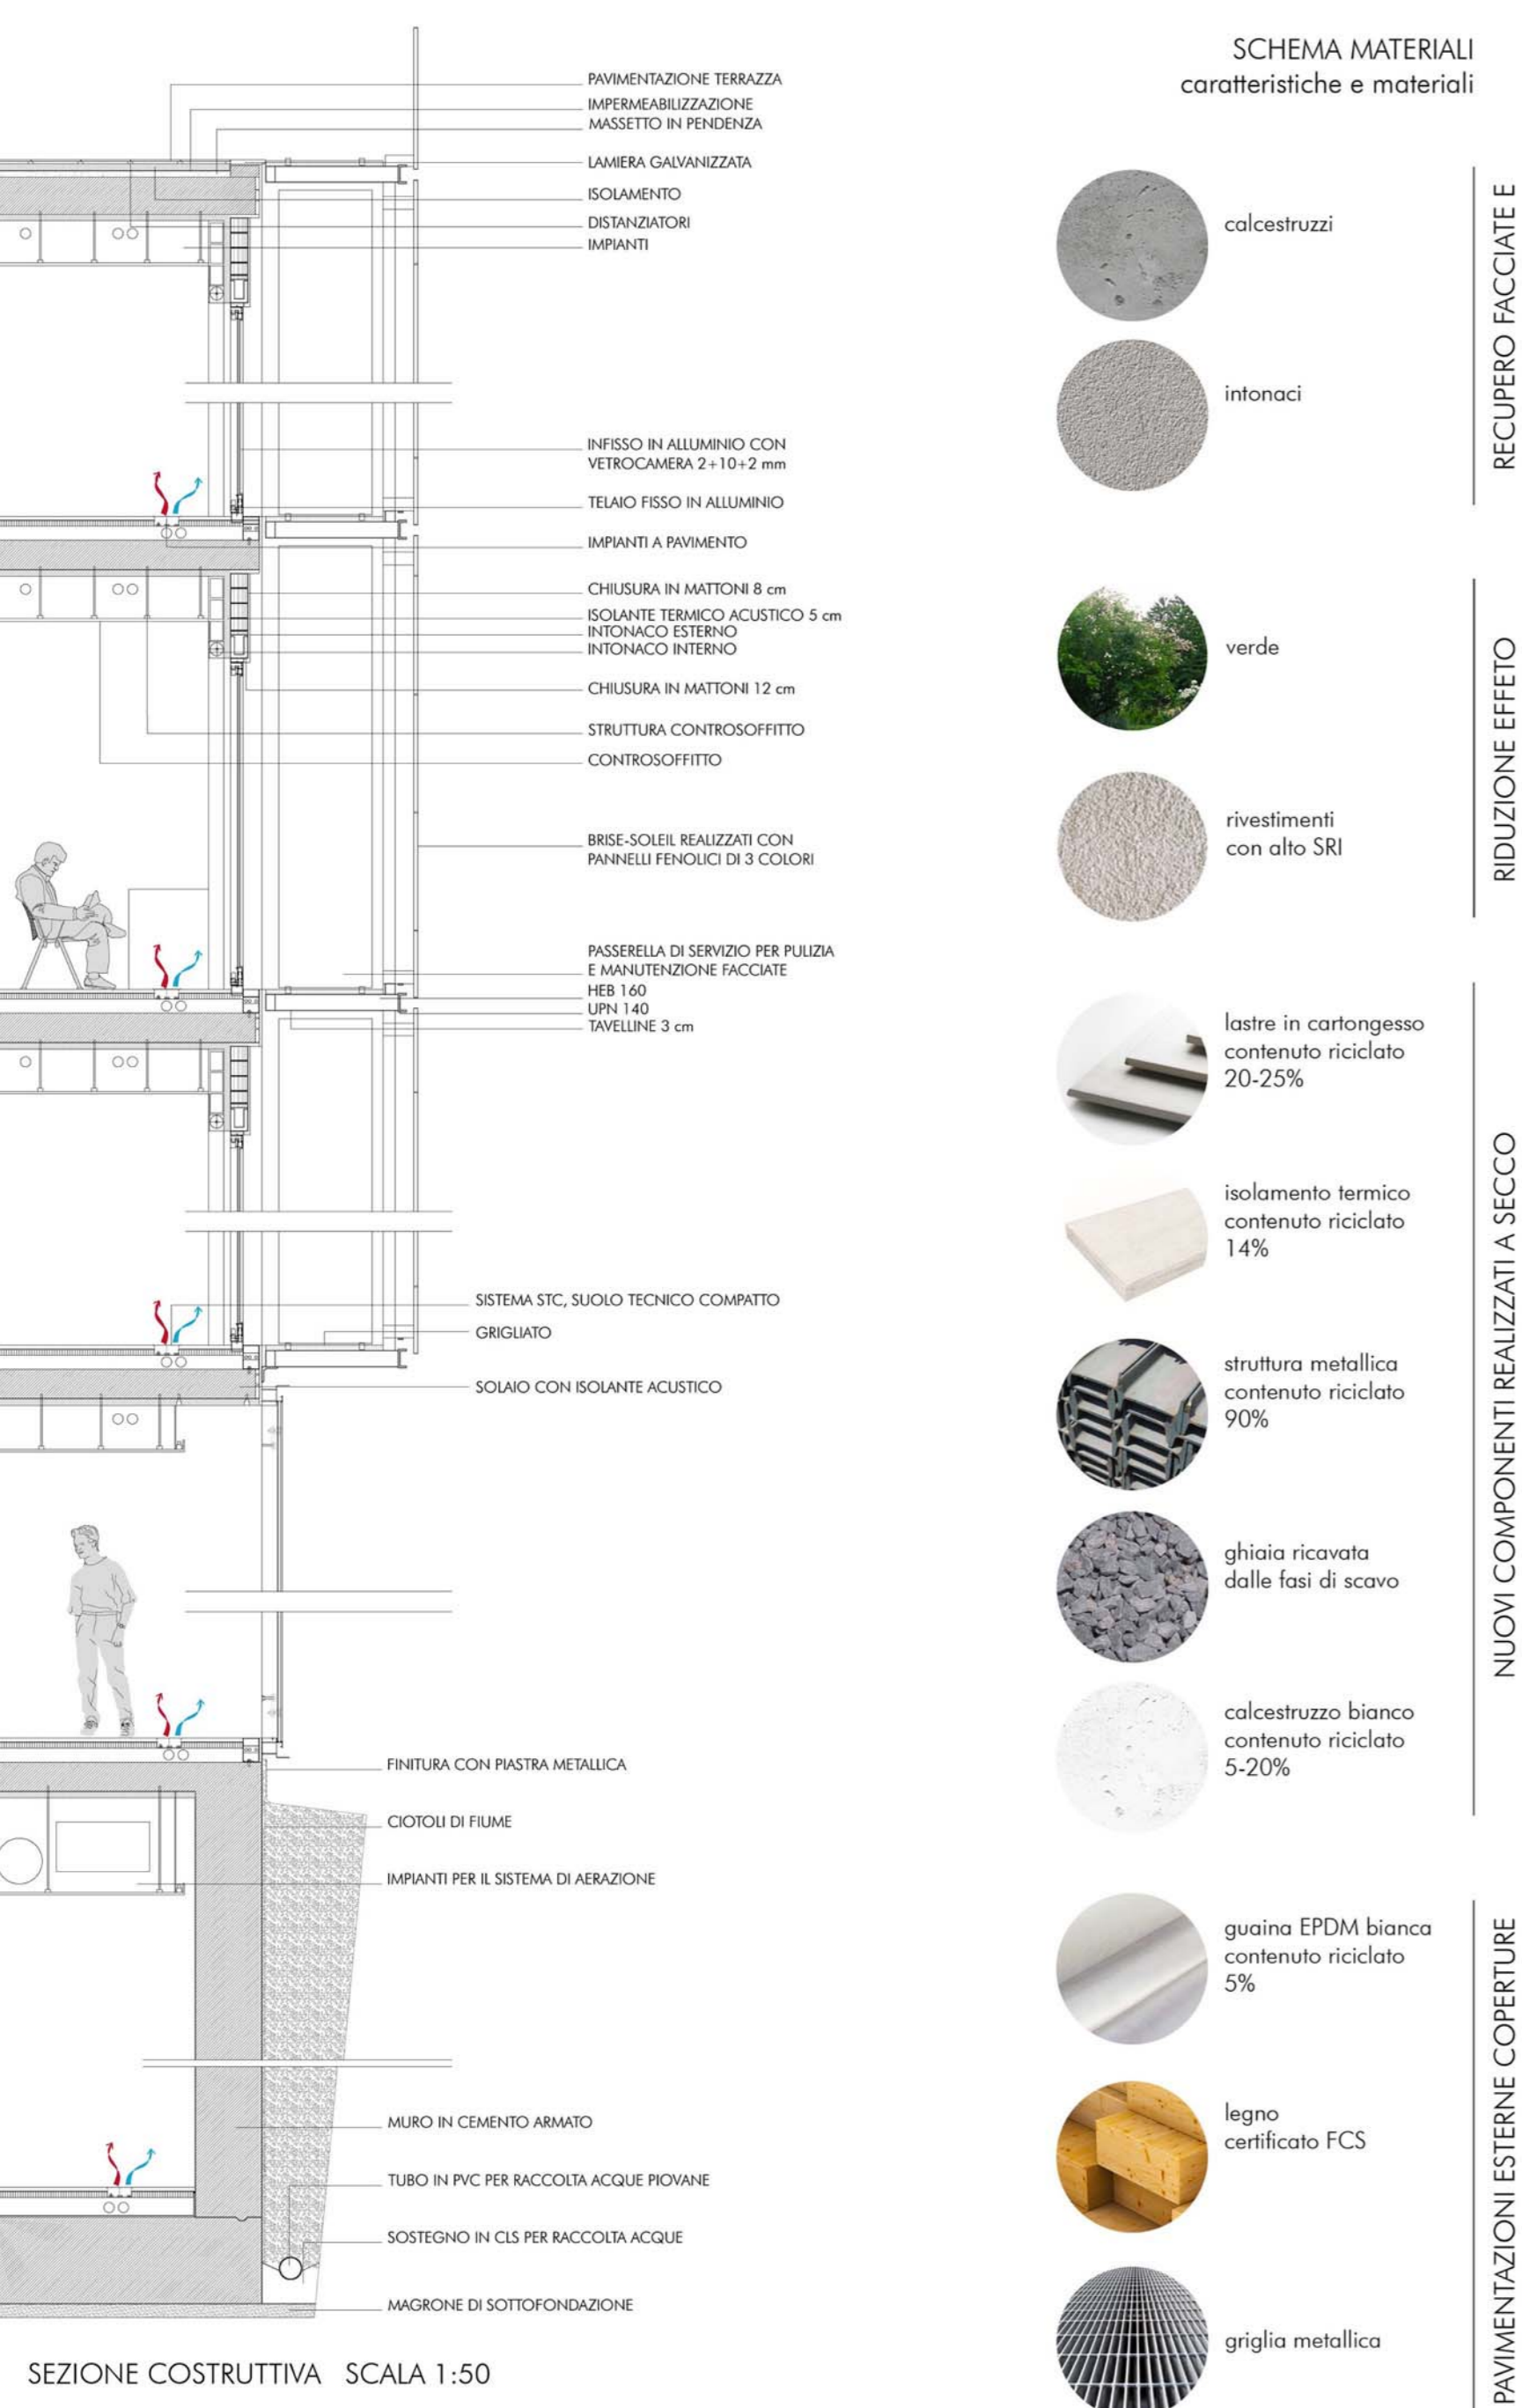 PAVIMENTAZIONE TERRAZZA
IMPERMEABILIZZAZIONE
MASSETTO IN PENDENZA
LAMIERA GALVANIZZATA
ISOLAMENTO
DISTANZIATORI
IMPIANTI
INFISSO IN ALLUMINIO CON
VETROCAMERA 2+10+2 mm
TELAIO FISSO IN ALLUMINIO
IMPIANTI A PAVIMENTO
CHIUSURA IN MATTONI 8 cm
ISOLANTE TERMICO ACUSTICO 5 cm
INTONACO ESTERNO
INTONACO INTERNO
CHIUSURA IN MATTONI 12 cm
STRUTTURA CONTROSOFFITTO
CONTROSOFFITTO
BRISE-SOLEIL REALIZZATI CON
PANNELLI FENOLICI DI 3 COLORI
PASSERELLA DI SERVIZIO PER PULIZIA
E MANUTENZIONE FACCIATE
HEB 160
UPN 140
TAVELLINE 3 cm
SISTEMA STC, SUOLO TECNICO COMPATTO
GRIGLIATO
SOLAIO CON ISOLANTE ACUSTICO
FINITURA CON PIASTRA METALLICA
CIOTOLI DI FIUME
IMPIANTI PER IL SISTEMA DI AERAZIONE
MURO IN CEMENTO ARMATO
TUBO IN PVC PER RACCOLTA ACQUE PIOVANE
SOSTEGNO IN CLS PER RACCOLTA ACQUE
MAGRONE DI SOTTOFONDAZIONE
SEZIONE COSTRUTTIVA SCALA 1:50
SCHEMA MATERIALI
caratteristiche e materiali
calcestruzzi
intonaci
RECUPERO FACCIATE E
verde
rivestimenti
con alto SRI
RIDUZIONE EFFETO
lastre in cartongesso
contenuto riciclato
20-25%
isolamento termico
contenuto riciclato
14%
struttura metallica
contenuto riciclato
90%
ghiaia ricavata
dalle fasi di scavo
calcestruzzo bianco
contenuto riciclato
5-20%
NUOVI COMPONENTI REALIZZATI A SECCO
guaina EPDM bianca
contenuto riciclato
5%
legno
certificato FCS
griglia metallica
PAVIMENTAZIONI ESTERNE COPERTURE